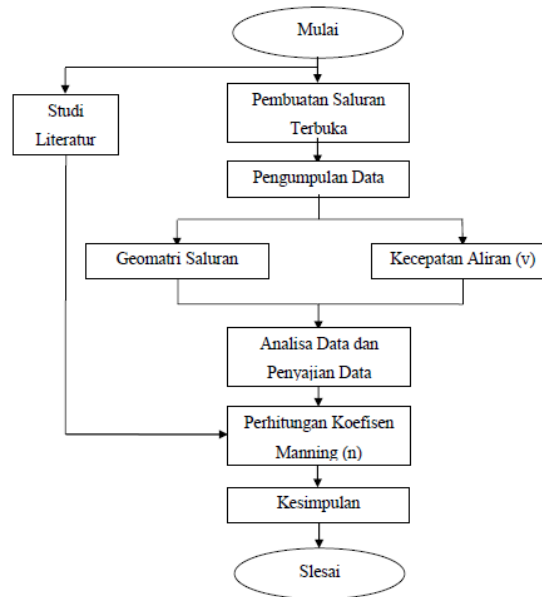 Mulai
Studi
Literatur
Pembuatan Saluran
Terbuka
Pengumpulan Data
Geomatri Saluran
Kecepatan Aliran (v)
Analisa Data dan
Penyajian Data
Perhitungan Koefisen
Manning (n)
Kesimpulan
Slesai